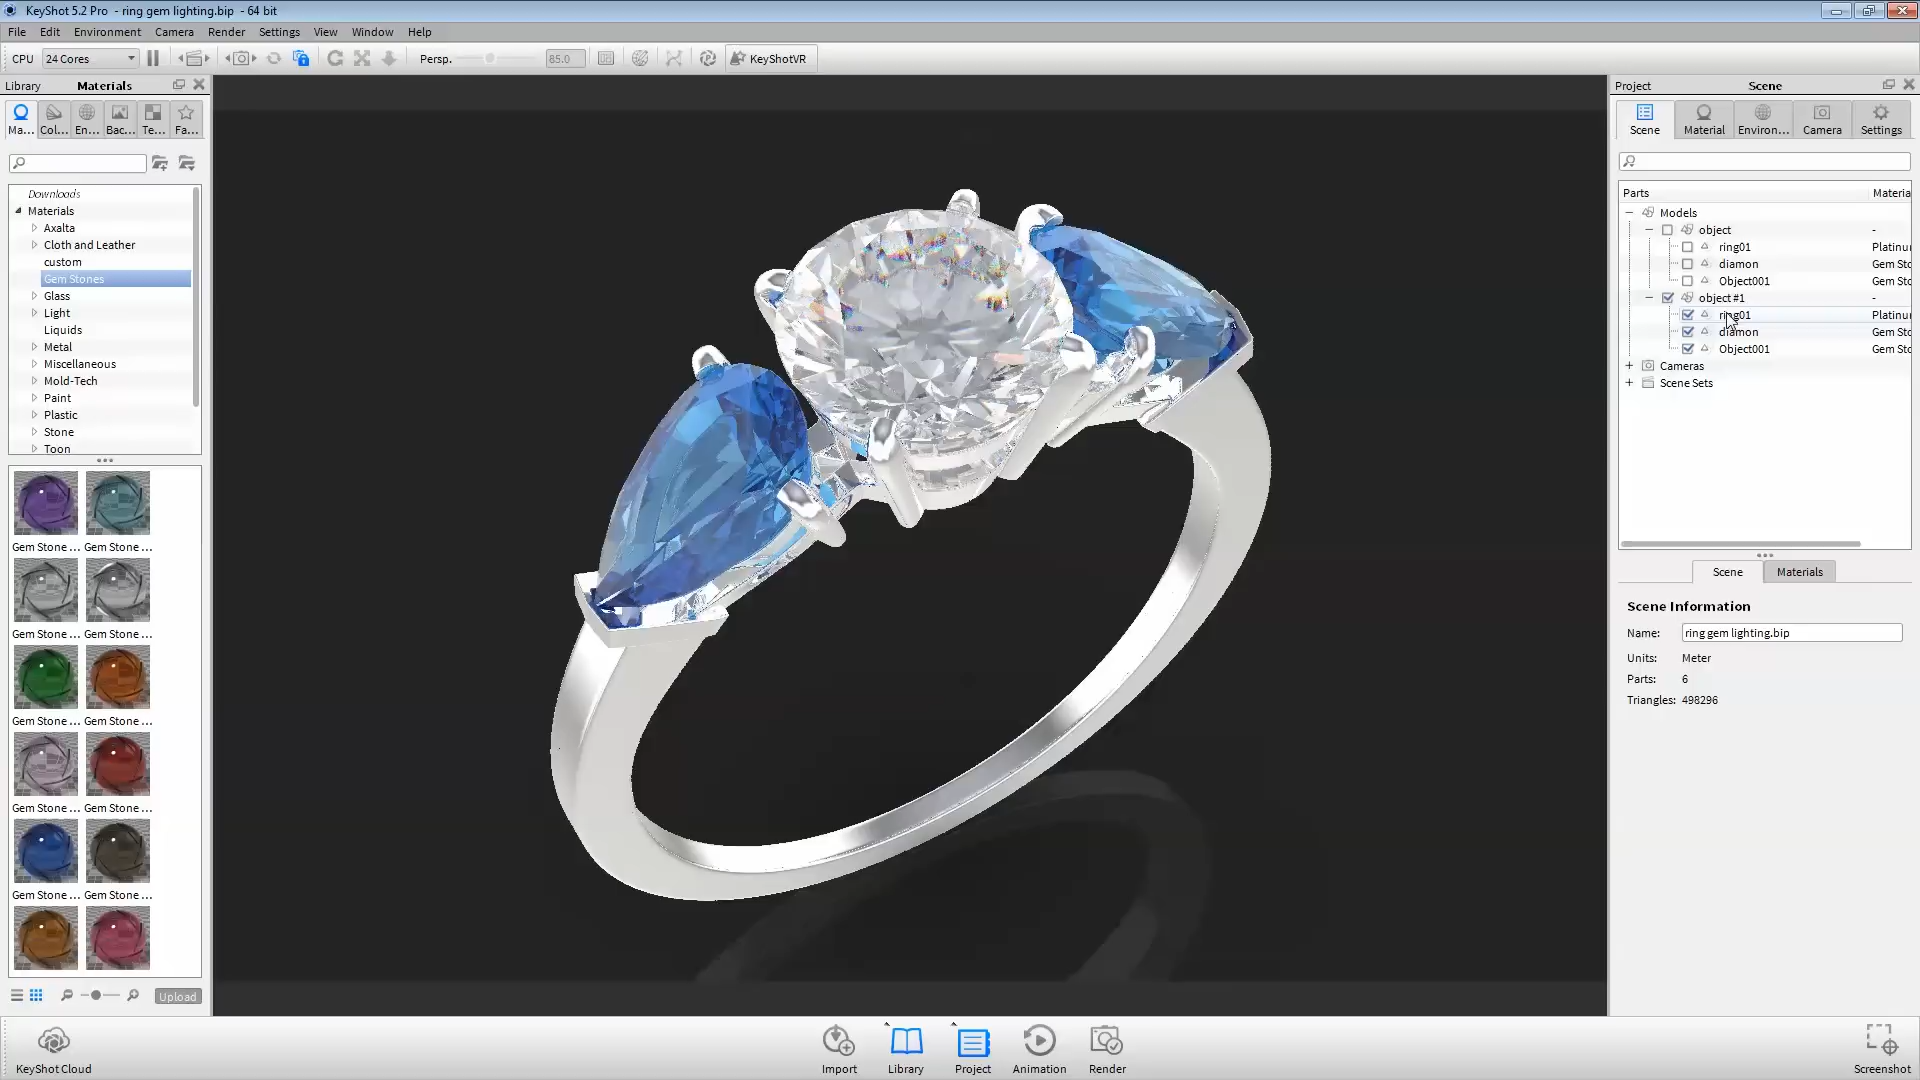 KeyShot 5.2 Pro - ring gem lighting.bip - 64 bit
File Edit Environment Camera Render Settings View Window Help
CPU 24 Cores Persp. 85.0 KeyShotVR
Library Materials
Ma... Col... En... Bac... Te... Fa...
Downloads
Materials
Axalta
Cloth and Leather
custom
Gem Stones
Glass
Light
Liquids
Metal
Miscellaneous
Mold-Tech
Paint
Plastic
Stone
Toon
Gem Stone ... Gem Stone ...
Gem Stone ... Gem Stone ...
Gem Stone ... Gem Stone ...
Gem Stone ... Gem Stone ...
Gem Stone ... Gem Stone ...
Upload
Project Scene
Scene Material Environ... Camera Settings
Parts Materia
Models
object -
ring01 Platinu
diamon Gem Sto
Object001 Gem Sto
object #1 -
ring01 Platinu
diamon Gem Sto
Object001 Gem Sto
Cameras
Scene Sets
Scene Materials
Scene Information
Name: ring gem lighting.bip
Units: Meter
Parts: 6
Triangles: 498296
KeyShot Cloud Import Library Project Animation Render Screenshot